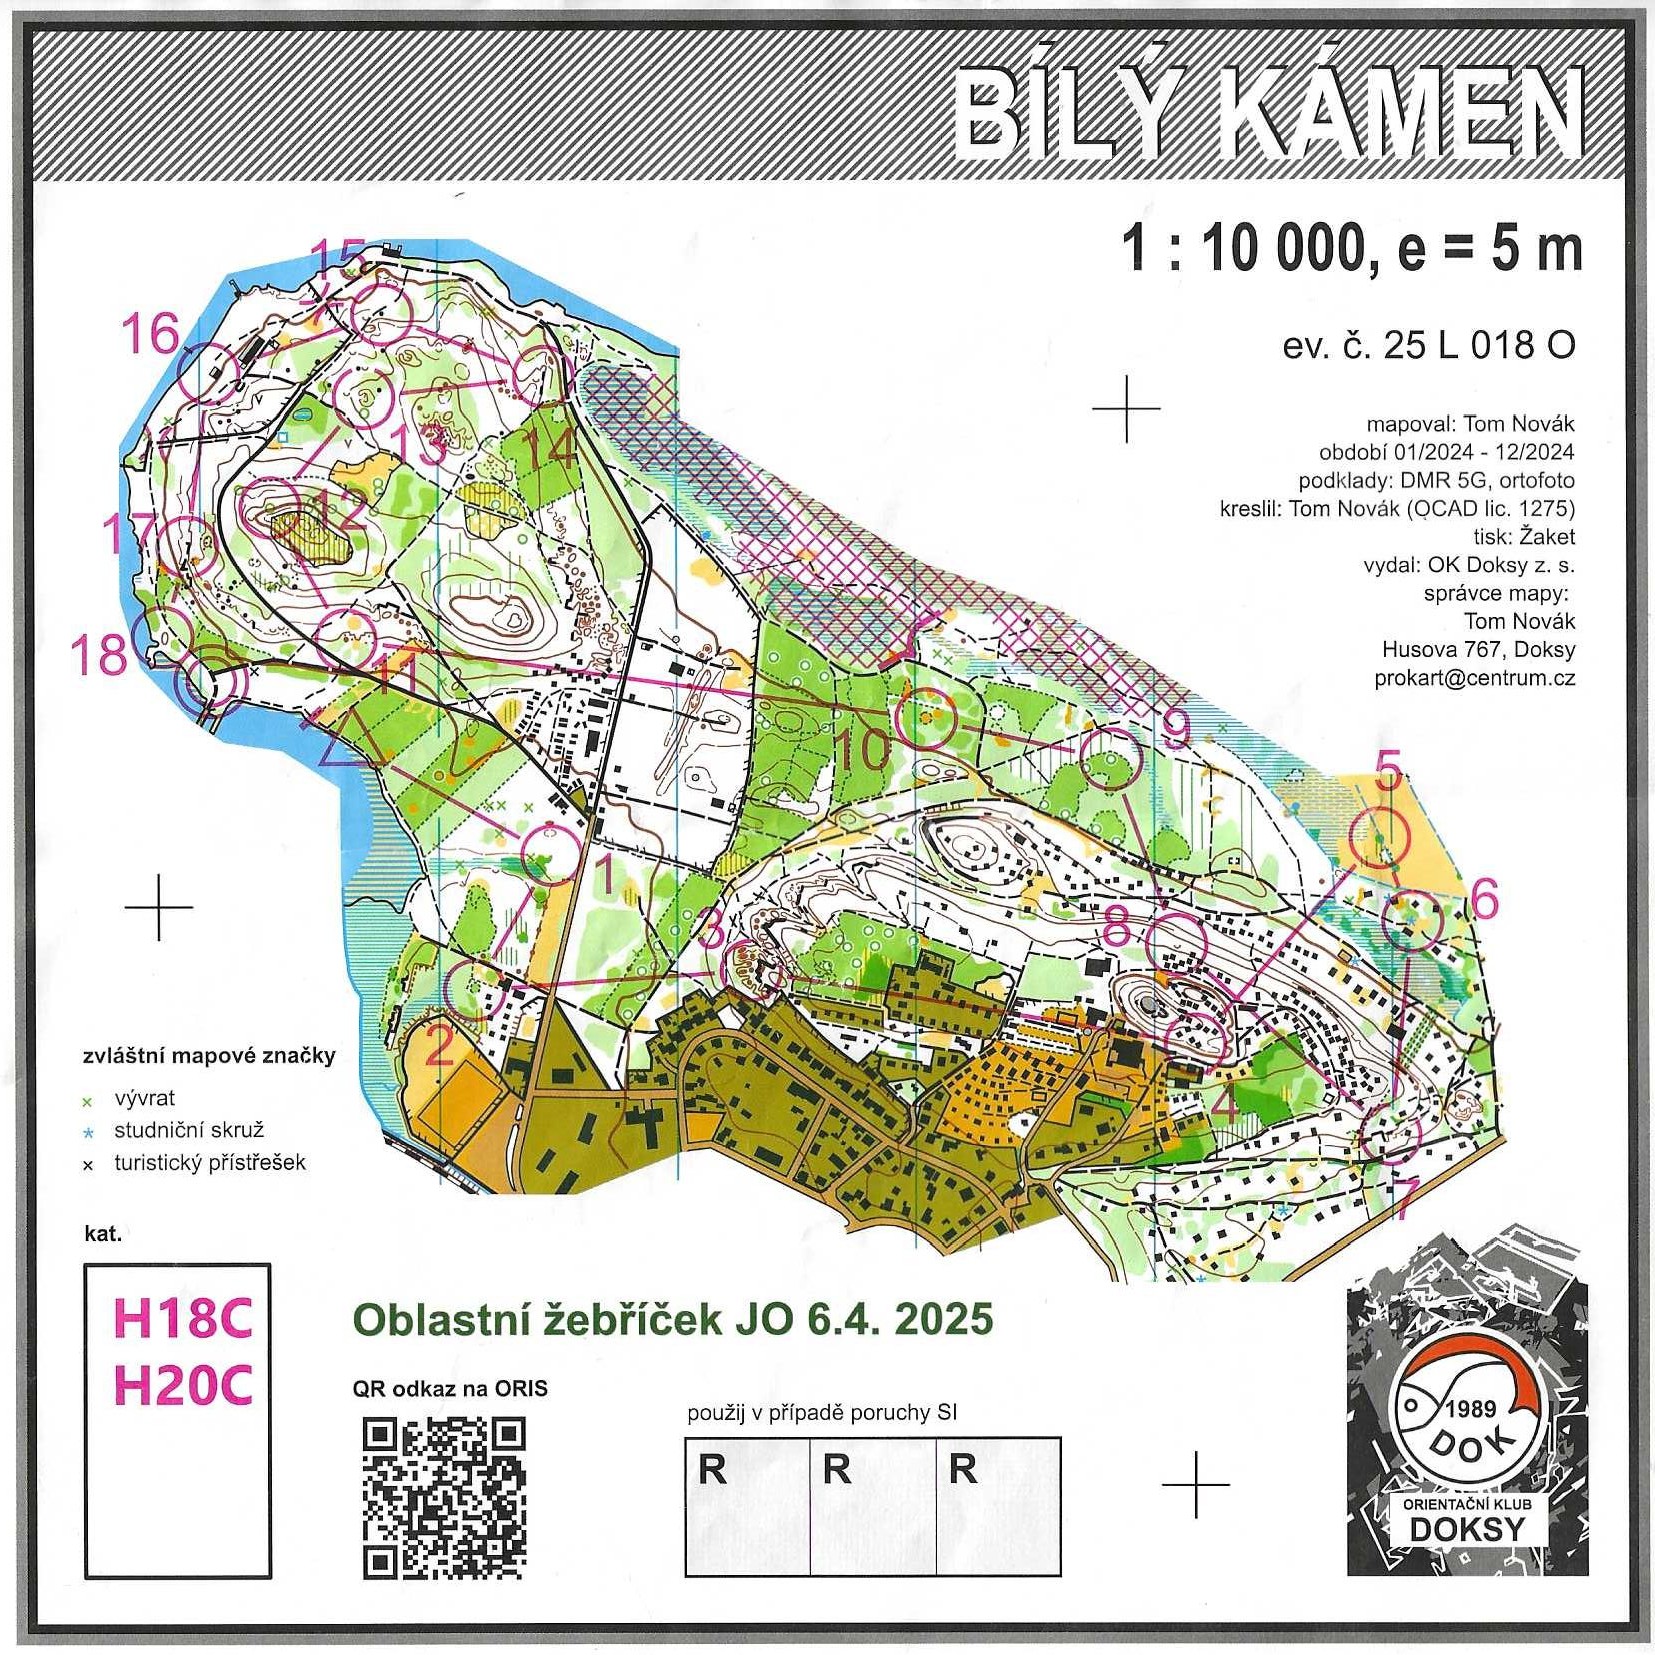 BÍLÝ KÁMEN
1 : 10 000, e = 5 m
ev. č. 25 L 018 O
mapoval: Tom Novák
období 01/2024 - 12/2024
podklady: DMR 5G, ortofoto
kreslil: Tom Novák (OCAD lic. 1275)
tisk: Žaket
vydal: OK Doksy z. s.
správce mapy:
Tom Novák
Husova 767, Doksy
prokart@centrum.cz
15
16
13
14
12
17
18
11
10
9
5
1
6
3
8
2
4
7
zvláštní mapové značky
× vývrat
* studniční skruž
× turistický přístřešek
kat.
H18C
H20C
Oblastní žebříček JO 6.4. 2025
QR odkaz na ORIS
použij v případě poruchy SI
R R R
1989
DOK
ORIENTAČNÍ KLUB
DOKSY